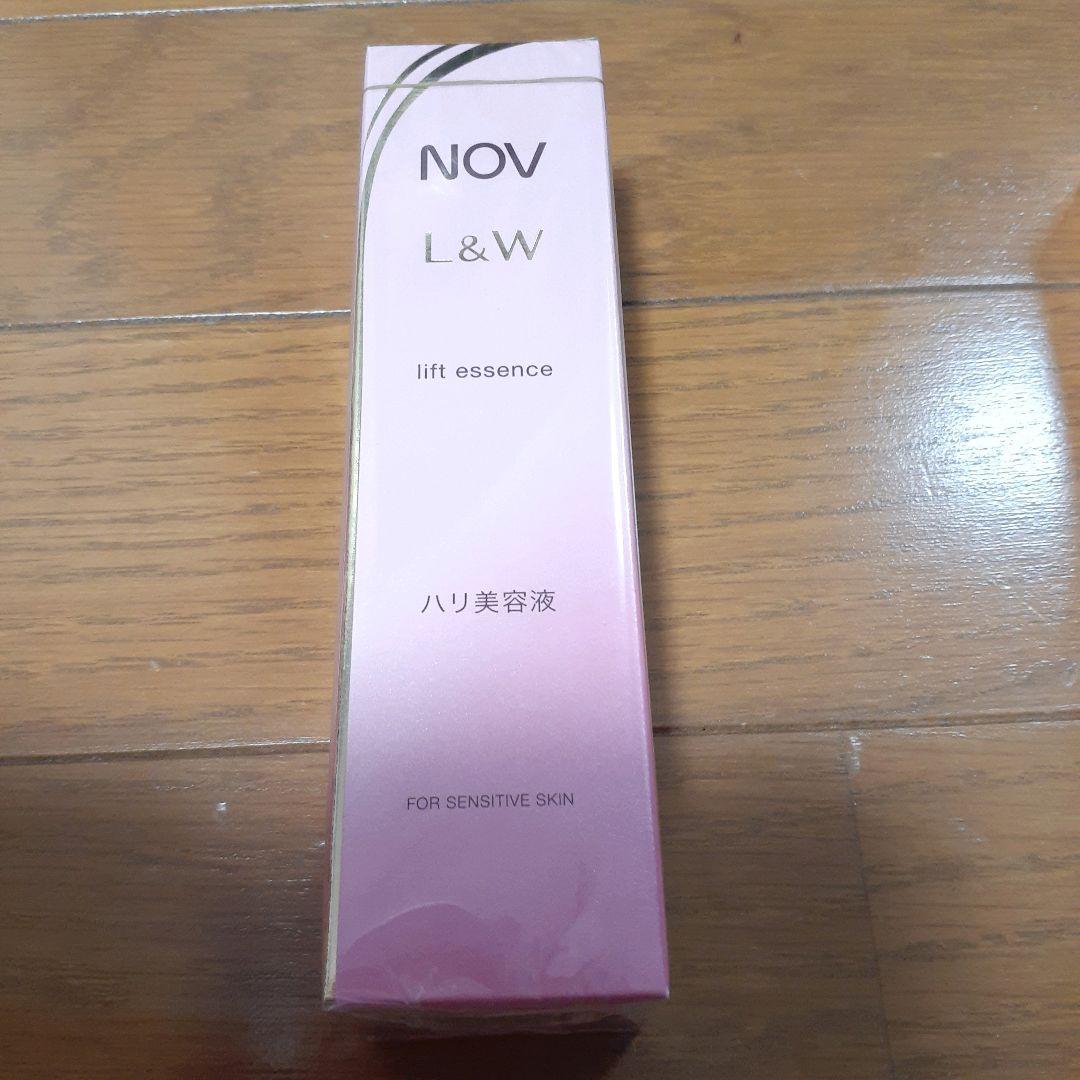 NOV
L&W
lift essence
ハリ美容液
FOR SENSITIVE SKIN